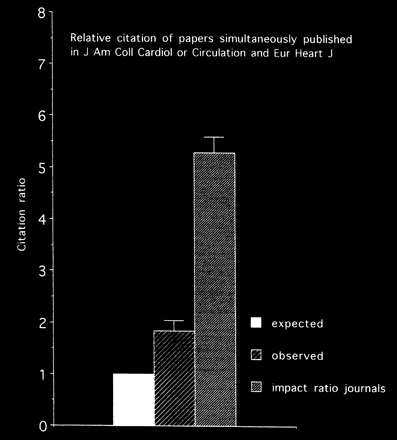 8
Relative citation of papers simultaneously published
in J Am Coll Cardiol or Circulation and Eur Heart J
7
6
5
4
3
2
1
0
Citation ratio
expected
observed
impact ratio journals